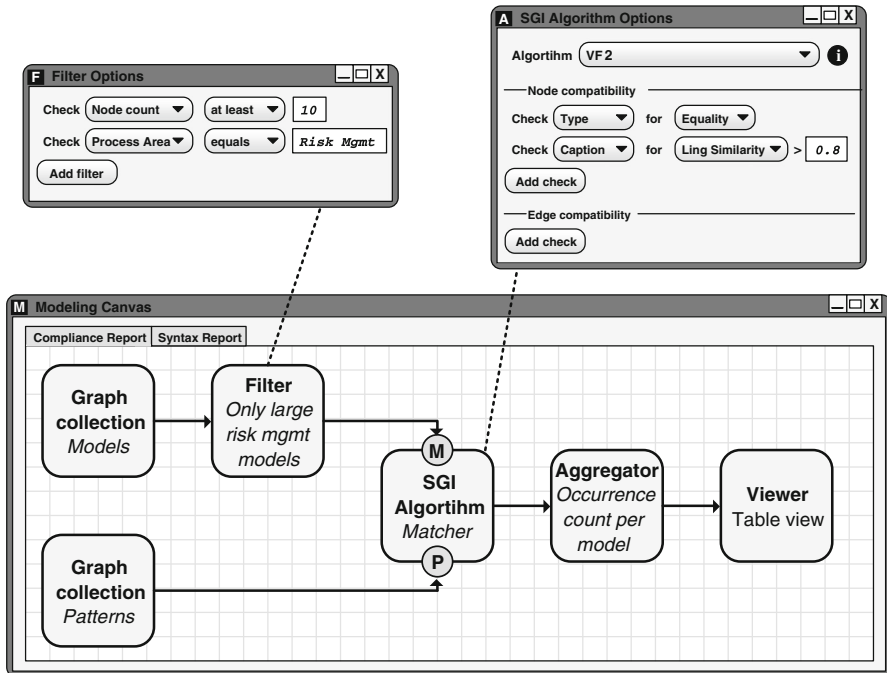 F Filter Options
Check Node count at least 10
Check Process Area equals Risk Mgmt
Add filter
A SGI Algorithm Options X
Algortihm VF2 i
Node compatibility
Check Type for Equality
Check Caption for Ling Similarity > 0.8
Add check
Edge compatibility
Add check
M Modeling Canvas X
Compliance Report Syntax Report
Graph
collection
Models
Filter
Only large
risk mgmt
models
M
SGI
Algortihm
Matcher
P
Aggregator
Occurrence
count per
model
Viewer
Table view
Graph
collection
Patterns